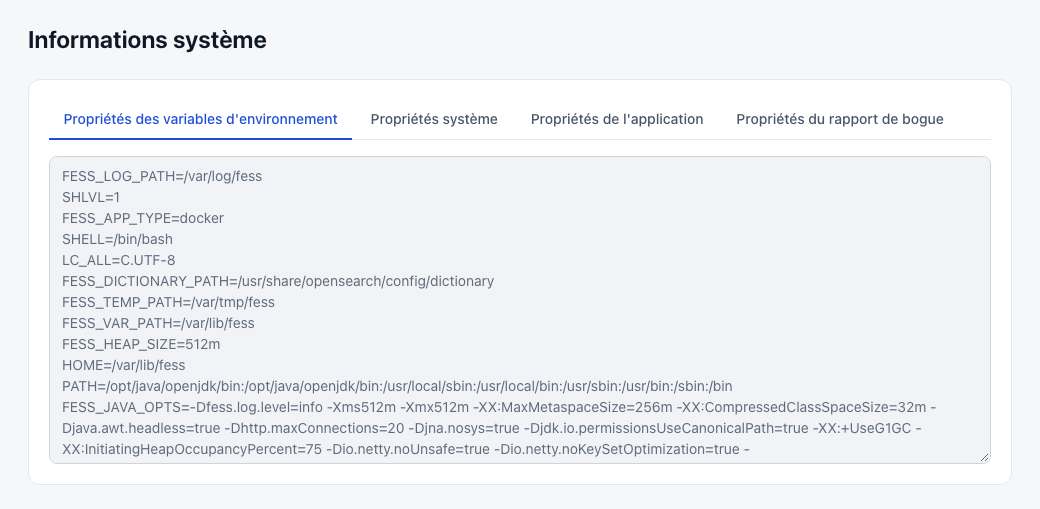 Informations système
Propriétés des variables d'environnement
Propriétés système
Propriétés de l'application
Propriétés du rapport de bogue
FESS_LOG_PATH=/var/log/fess
SHLVL=1
FESS_APP_TYPE=docker
SHELL=/bin/bash
LC_ALL=C.UTF-8
FESS_DICTIONARY_PATH=/usr/share/opensearch/config/dictionary
FESS_TEMP_PATH=/var/tmp/fess
FESS_VAR_PATH=/var/lib/fess
FESS_HEAP_SIZE=512m
HOME=/var/lib/fess
PATH=/opt/java/openjdk/bin:/opt/java/openjdk/bin:/usr/local/sbin:/usr/local/bin:/usr/sbin:/usr/bin:/sbin:/bin
FESS_JAVA_OPTS=-Dfess.log.level=info -Xms512m -Xmx512m -XX:MaxMetaspaceSize=256m -XX:CompressedClassSpaceSize=32m -
Djava.awt.headless=true -Dhttp.maxConnections=20 -Djna.nosys=true -Djdk.io.permissionsUseCanonicalPath=true -XX:+UseG1GC -
XX:InitiatingHeapOccupancyPercent=75 -Dio.netty.noUnsafe=true -Dio.netty.noKeySetOptimization=true -